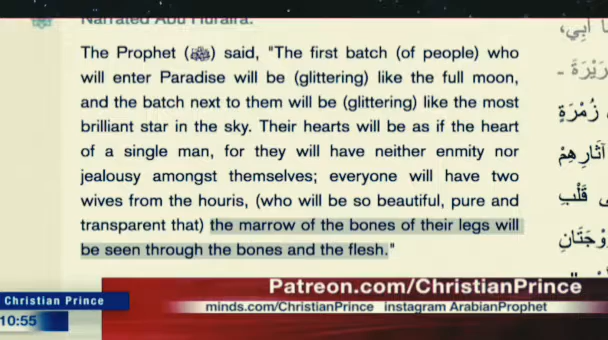 Narrated Abu Huraira:
The Prophet (ﷺ) said, "The first batch (of people) who
will enter Paradise will be (glittering) like the full moon,
and the batch next to them will be (glittering) like the most
brilliant star in the sky. Their hearts will be as if the heart
of a single man, for they will have neither enmity nor
jealousy amongst themselves; everyone will have two
wives from the houris, (who will be so beautiful, pure and
transparent that) the marrow of the bones of their legs will
be seen through the bones and the flesh."
زُمْرَةٍ
آثَارِهِمْ
قَلْبِ
Patreon.com/ChristianPrince
Christian Prince
minds.com/ChristianPrince instagram ArabianProphet
10:55